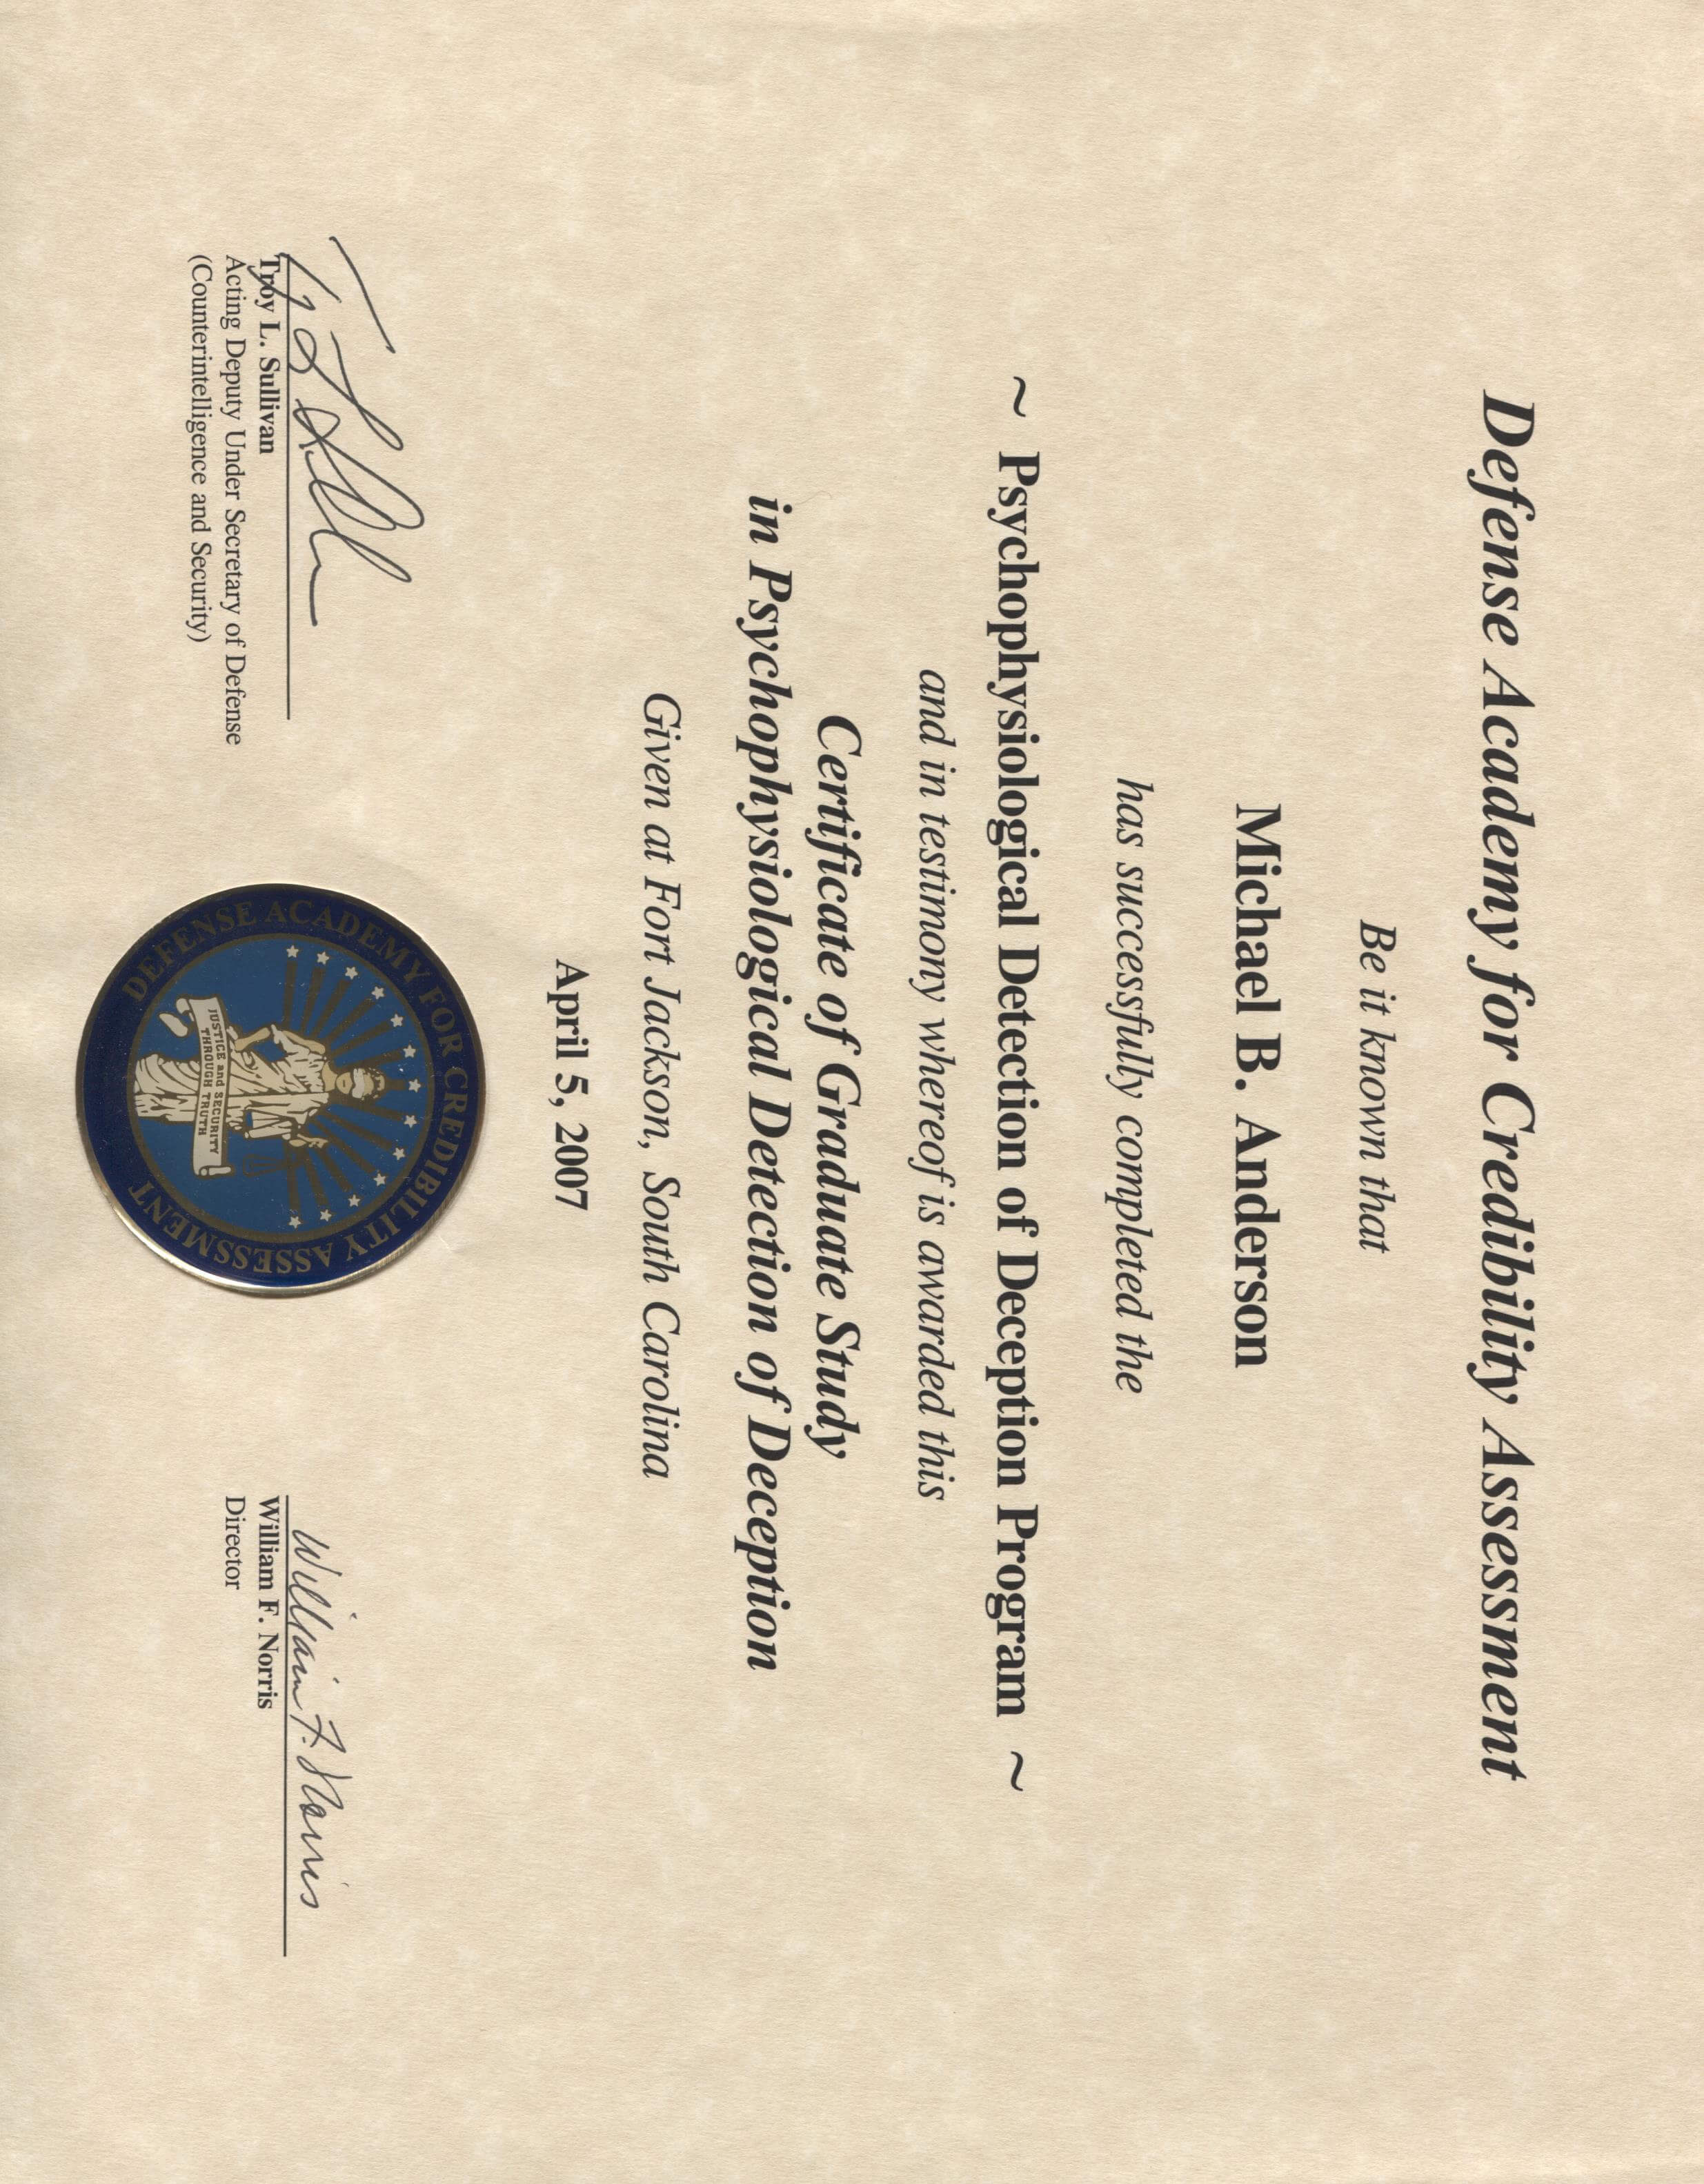 Defense Academy for Credibility Assessment
Be it known that
Michael B. Anderson
has successfully completed the
~ Psychophysiological Detection of Deception Program ~
and in testimony whereof is awarded this
Certificate of Graduate Study
in Psychophysiological Detection of Deception
Given at Fort Jackson, South Carolina
April 5, 2007
DEFENSE ACADEMY FOR CREDIBILITY ASSESSMENT
JUSTICE and SECURITY
THROUGH TRUTH
Troy L. Sullivan
Acting Deputy Under Secretary of Defense
(Counterintelligence and Security)
William F. Norris
William F. Norris
Director